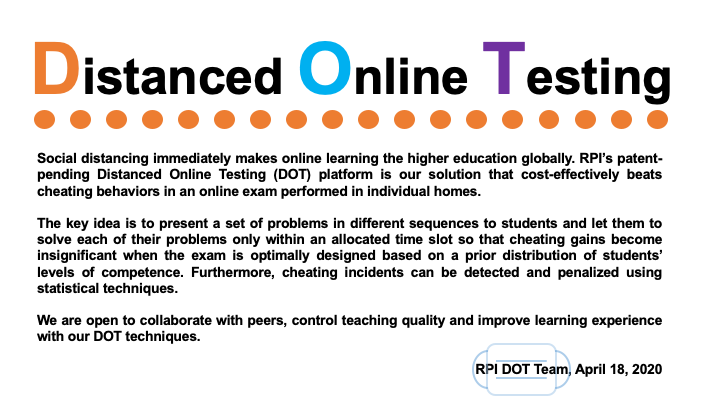 Distanced Online Testing
Social distancing immediately makes online learning the higher education globally. RPI's patent-
pending Distanced Online Testing (DOT) platform is our solution that cost-effectively beats
cheating behaviors in an online exam performed in individual homes.
The key idea is to present a set of problems in different sequences to students and let them to
solve each of their problems only within an allocated time slot so that cheating gains become
insignificant when the exam is optimally designed based on a prior distribution of students'
levels of competence. Furthermore, cheating incidents can be detected and penalized using
statistical techniques.
We are open to collaborate with peers, control teaching quality and improve learning experience
with our DOT techniques.
RPI DOT Team, April 18, 2020